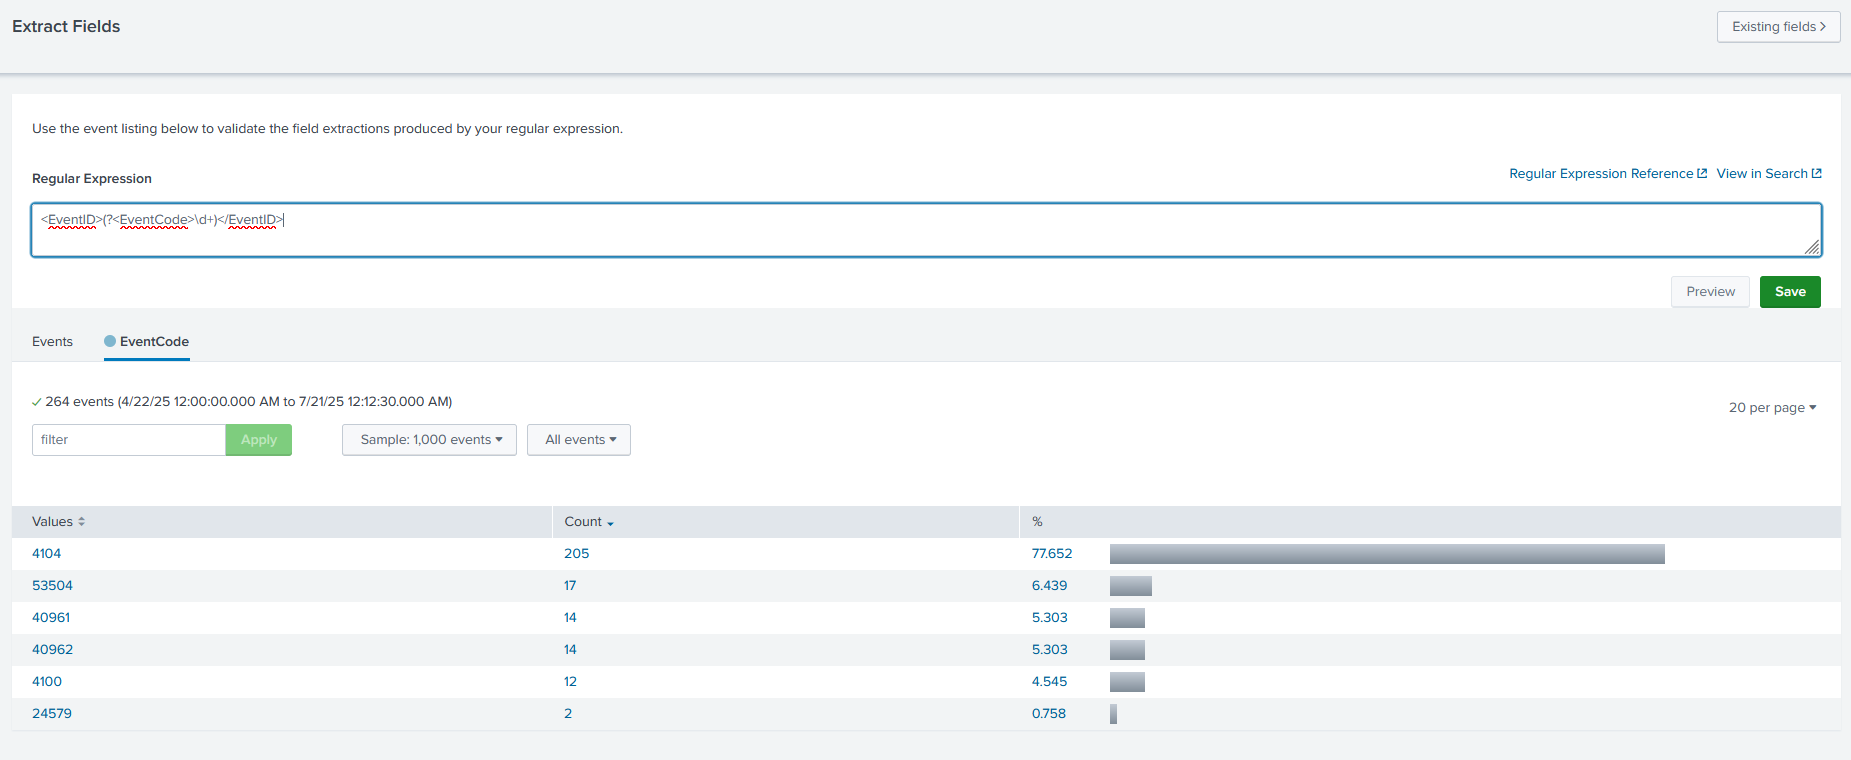 Extract Fields
Existing fields >
Use the event listing below to validate the field extractions produced by your regular expression.
Regular Expression
Regular Expression Reference View in Search
<EventID>(?<EventCode>\d+)</EventID>
Preview Save
Events EventCode
264 events (4/22/25 12:00:00.000 AM to 7/21/25 12:12:30.000 AM)
20 per page
filter Apply Sample: 1,000 events All events
Values Count %
4104 205 77.652
53504 17 6.439
40961 14 5.303
40962 14 5.303
4100 12 4.545
24579 2 0.758